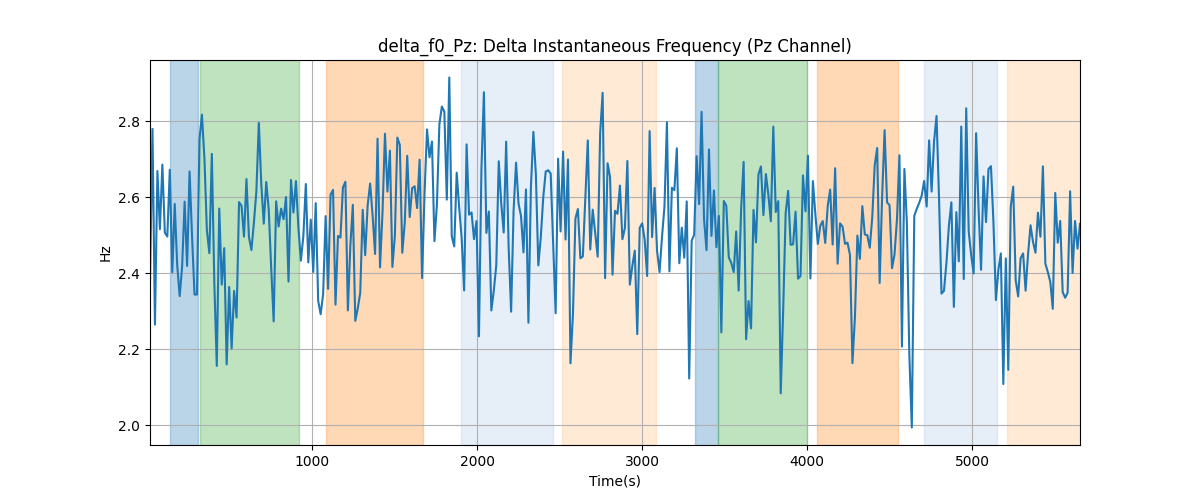 delta_f0_Pz: Delta Instantaneous Frequency (Pz Channel)
Hz
2.8
2.6
2.4
2.2
2.0
1000 2000 3000 4000 5000
Time(s)